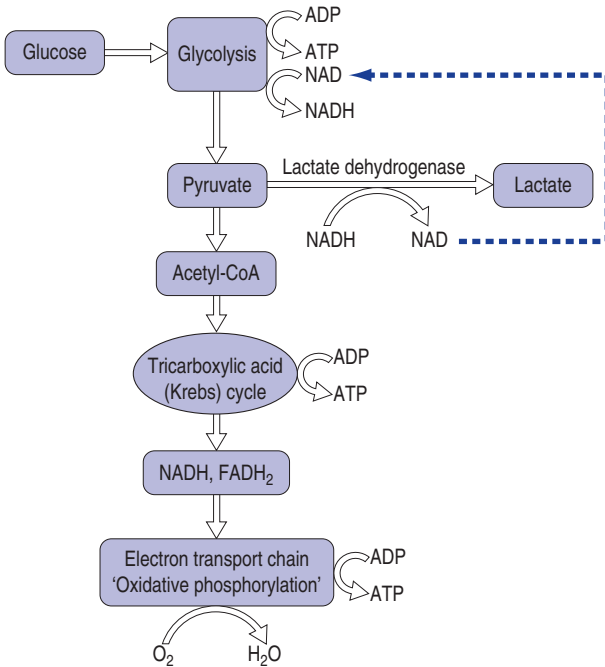 ADP
Glucose
Glycolysis
ATP
NAD
NADH
Lactate dehydrogenase
Pyruvate
Lactate
NADH
NAD
Acetyl-CoA
Tricarboxylic acid
(Krebs) cycle
ADP
ATP
NADH, FADH₂
Electron transport chain
'Oxidative phosphorylation'
ADP
ATP
O₂
H₂O